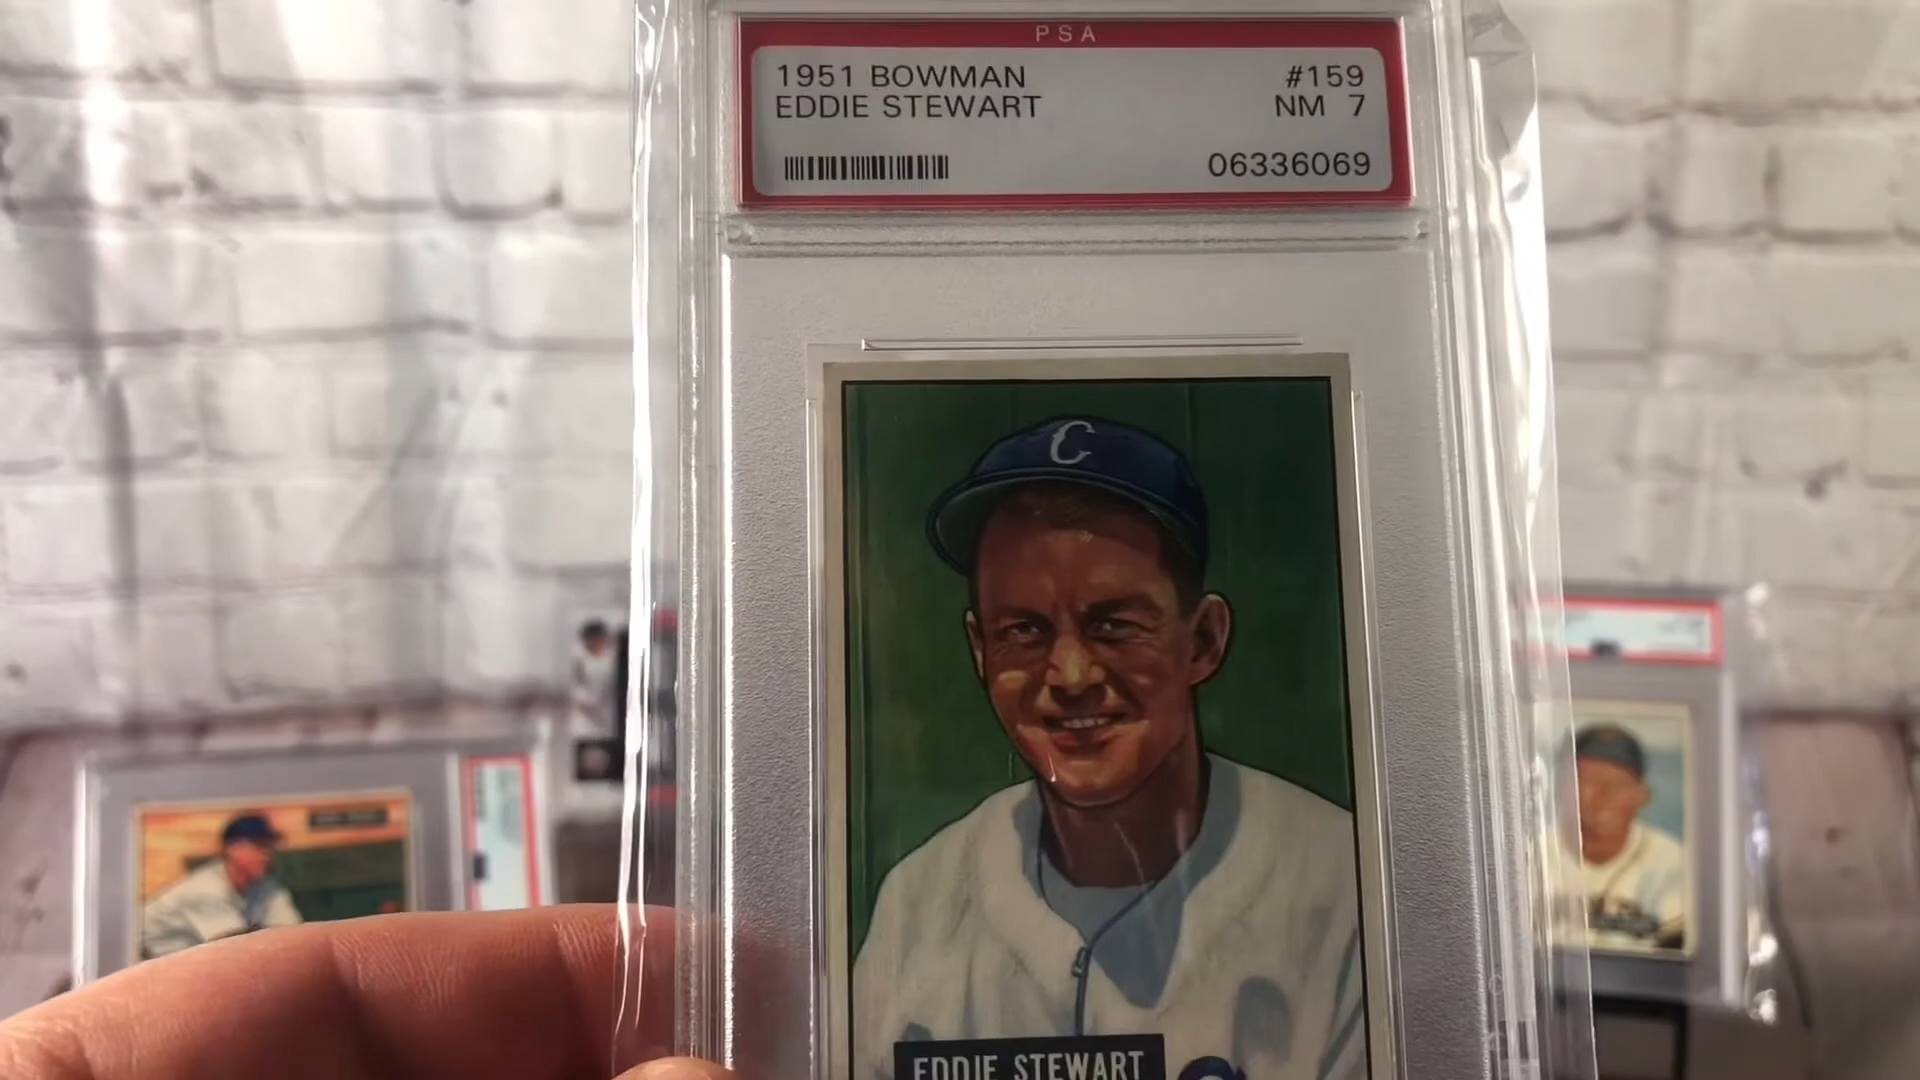 PSA
1951 BOWMAN #159
EDDIE STEWART NM 7
06336069
C
EDDIE STEWART